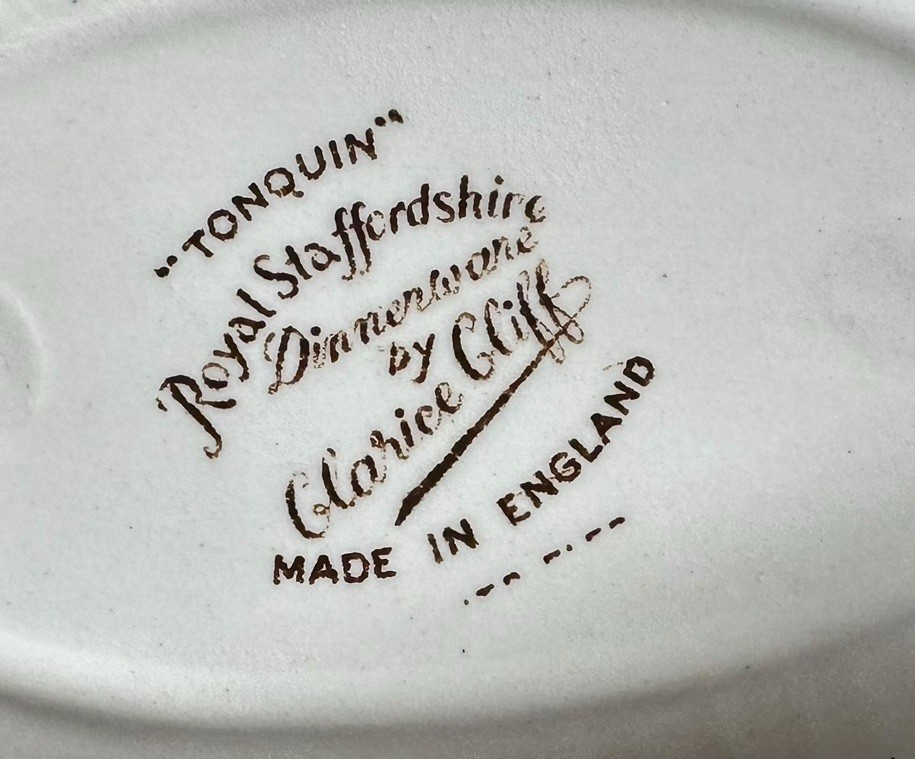 "TONQUIN"
Royal Staffordshire
Dinnerware
by
Clarice Cliff
MADE IN ENGLAND